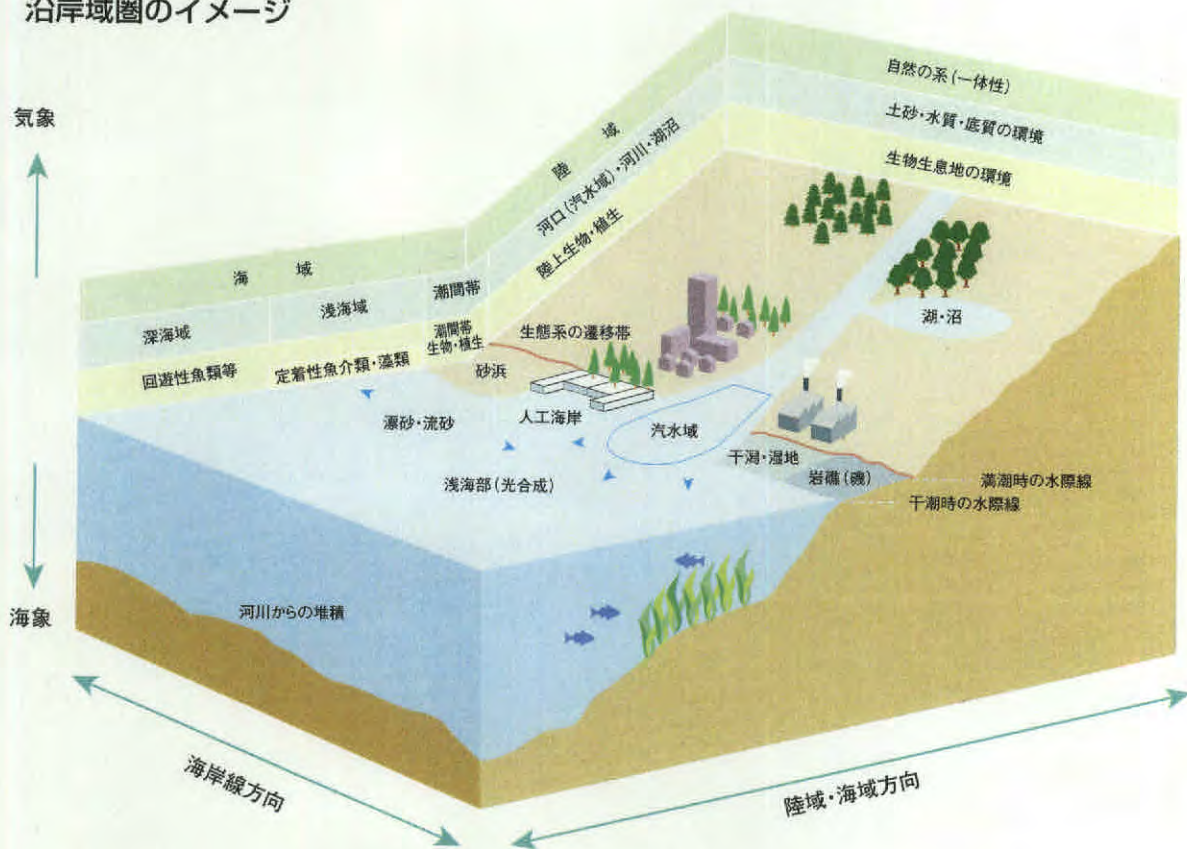 沿岸域圏のイメージ
気象
海象
自然の系(一体性)
土砂・水質・底質の環境
生物生息地の環境
陸 域
河口(汽水域)・河川・湖沼
陸上生物・植生
海 域
深海域
浅海域
潮間帯
回遊性魚類等
定着性魚介類・藻類
潮間帯
生物・植生
生態系の遷移帯
砂浜
漂砂・流砂
人工海岸
汽水域
湖・沼
干潟・湿地
岩礁(磯)
浅海部(光合成)
満潮時の水際線
干潮時の水際線
河川からの堆積
海岸線方向
陸域・海域方向